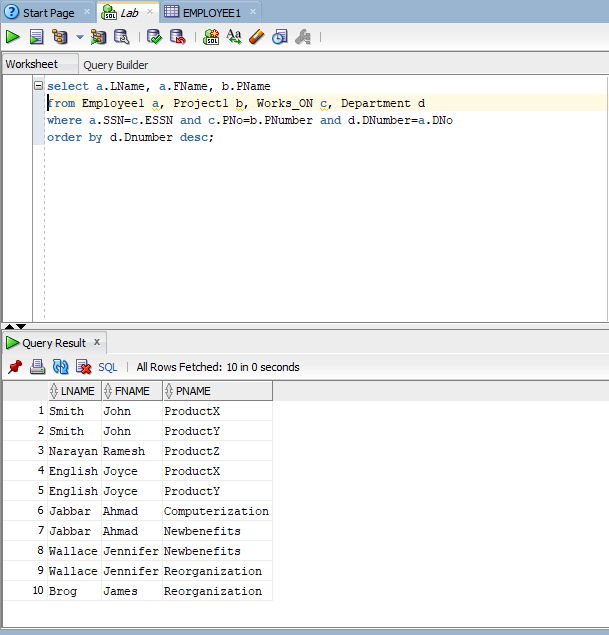 Start Page Lab EMPLOYEE1
SQL Aa SQL
Worksheet Query Builder
select a.LName, a.FName, b.PName
from Employee1 a, Project1 b, Works_ON c, Department d
where a.SSN=c.ESSN and c.PNo=b.PNumber and d.DNumber=a.DNo
order by d.Dnumber desc;
Query Result x
SQL | All Rows Fetched: 10 in 0 seconds
LNAME FNAME PNAME
1 Smith John ProductX
2 Smith John ProductY
3 Narayan Ramesh ProductZ
4 English Joyce ProductX
5 English Joyce ProductY
6 Jabbar Ahmad Computerization
7 Jabbar Ahmad Newbenefits
8 Wallace Jennifer Newbenefits
9 Wallace Jennifer Reorganization
10 Brog James Reorganization